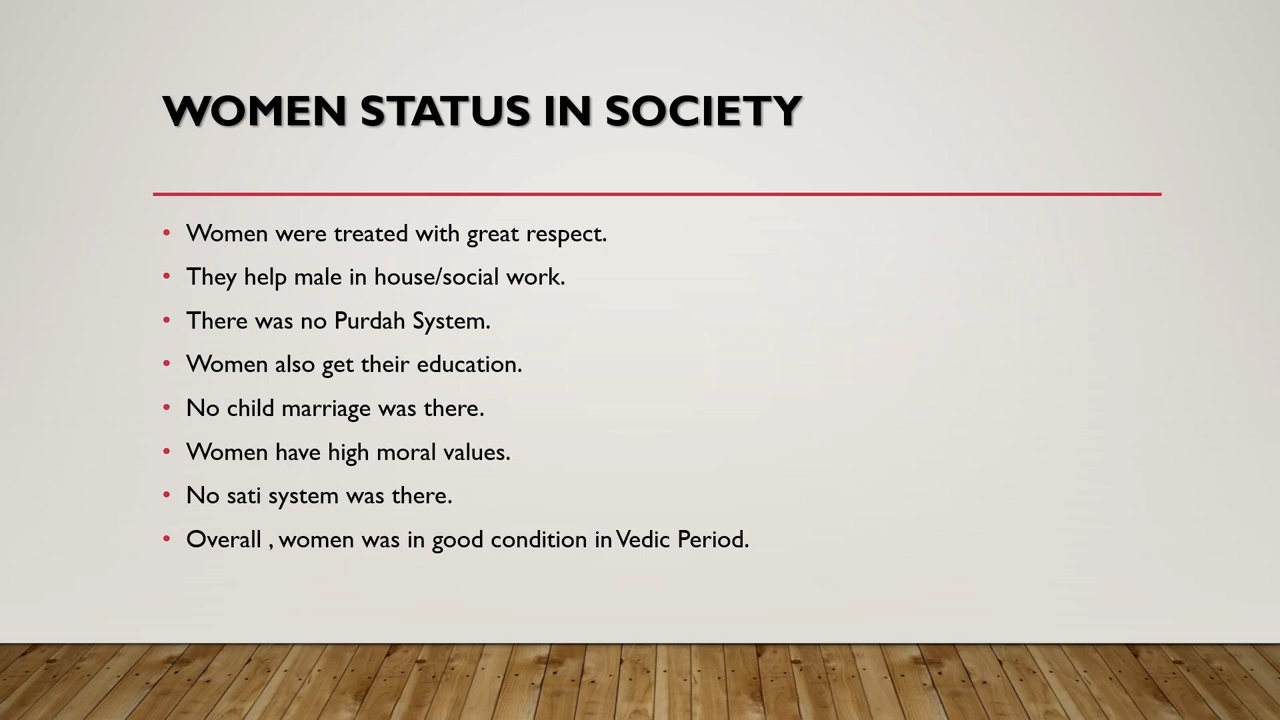 WOMEN STATUS IN SOCIETY
• Women were treated with great respect.
• They help male in house/social work.
• There was no Purdah System.
• Women also get their education.
• No child marriage was there.
• Women have high moral values.
• No sati system was there.
• Overall , women was in good condition in Vedic Period.